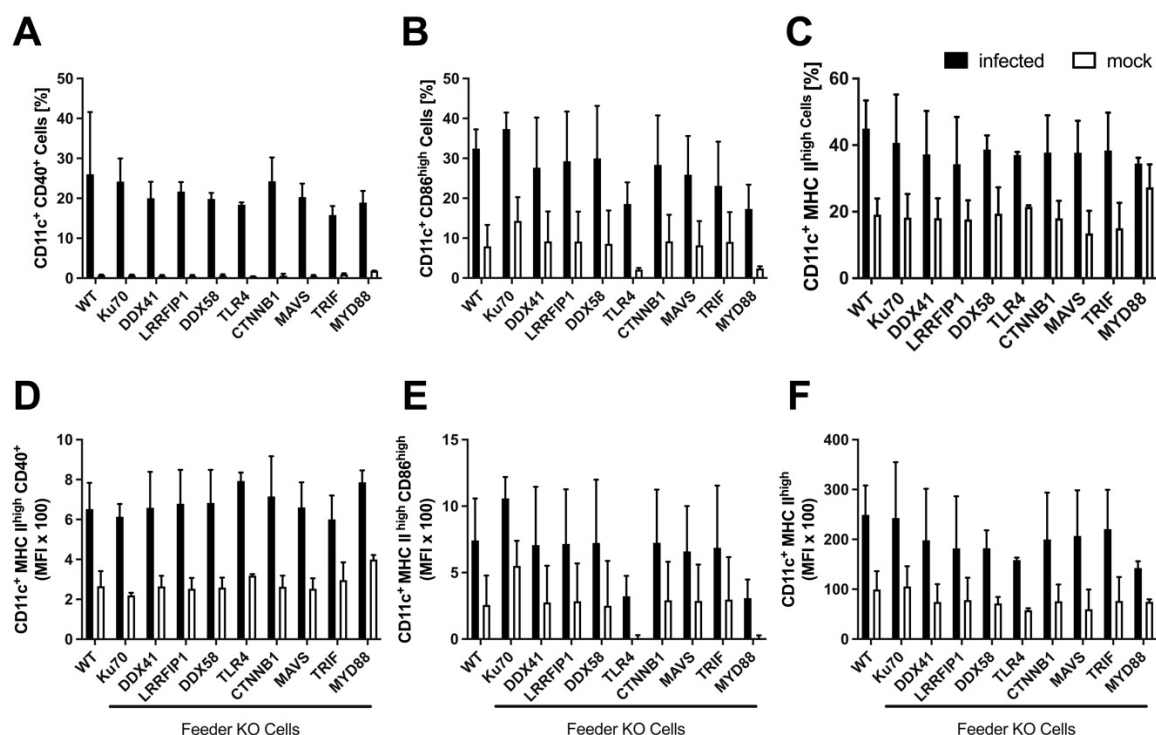 A
B
C
infected
mock
CD11c+ CD40+ Cells [%]
50
40
30
20
10
0
WT
Ku70
DDX41
LRRFIP1
DDX58
TLR4
CTNNB1
MAVS
TRIF
MYD88
CD11c+ CD86high Cells [%]
50
40
30
20
10
0
WT
Ku70
DDX41
LRRFIP1
DDX58
TLR4
CTNNB1
MAVS
TRIF
MYD88
CD11c+ MHC IIhigh Cells [%]
60
40
20
0
WT
Ku70
DDX41
LRRFIP1
DDX58
TLR4
CTNNB1
MAVS
TRIF
MYD88
D
E
F
CD11c+ MHC IIhigh CD40+
(MFI x 100)
10
8
6
4
2
0
WT
Ku70
DDX41
LRRFIP1
DDX58
TLR4
CTNNB1
MAVS
TRIF
MYD88
Feeder KO Cells
CD11c+ MHC II high CD86high
(MFI x 100)
15
10
5
0
WT
Ku70
DDX41
LRRFIP1
DDX58
TLR4
CTNNB1
MAVS
TRIF
MYD88
Feeder KO Cells
CD11c+ MHC IIhigh
(MFI x 100)
400
300
200
100
0
WT
Ku70
DDX41
LRRFIP1
DDX58
TLR4
CTNNB1
MAVS
TRIF
MYD88
Feeder KO Cells